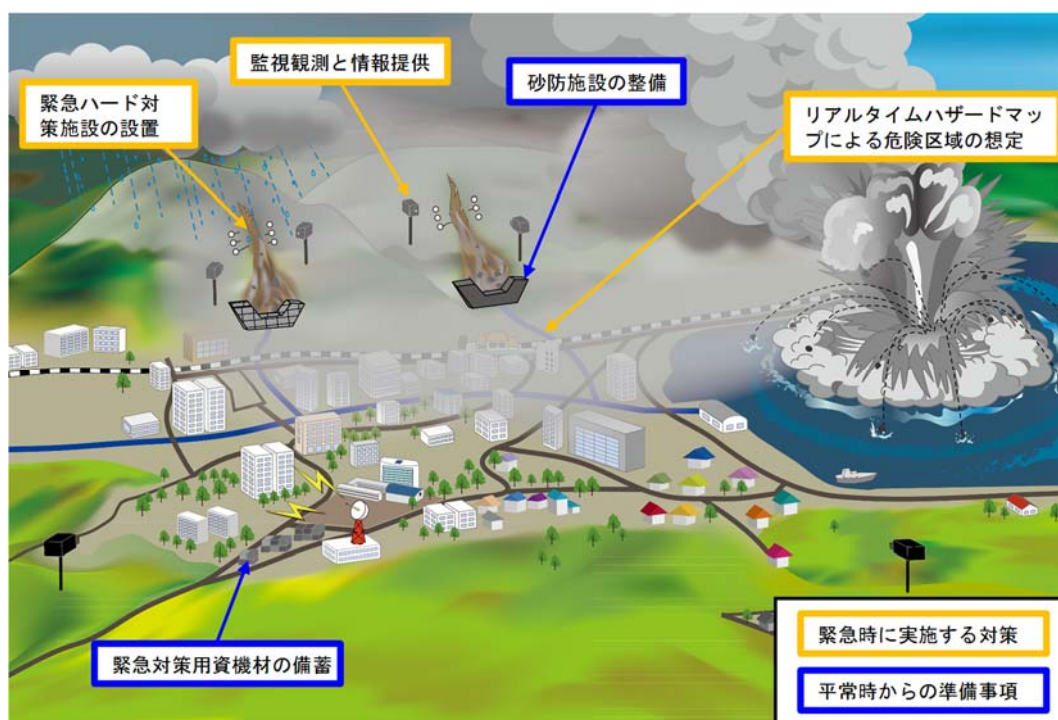 監視観測と情報提供
砂防施設の整備
緊急ハード対
策施設の設置
リアルタイムハザードマッ
プによる危険区域の想定
緊急対策用資機材の備蓄
緊急時に実施する対策
平常時からの準備事項